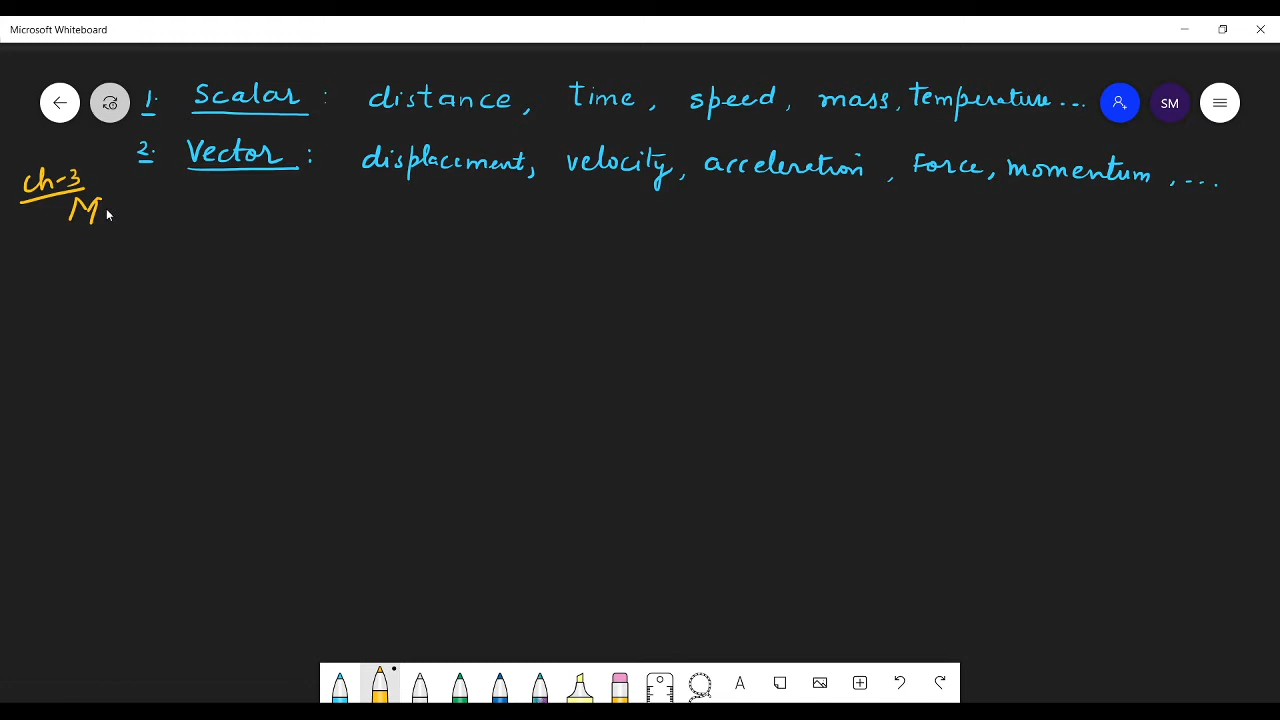 Microsoft Whiteboard
1. Scalar : distance, time, speed, mass, temperature...
SM
2. Vector : displacement, velocity, acceleration, Force, momentum, ...
Ch-3
M
A